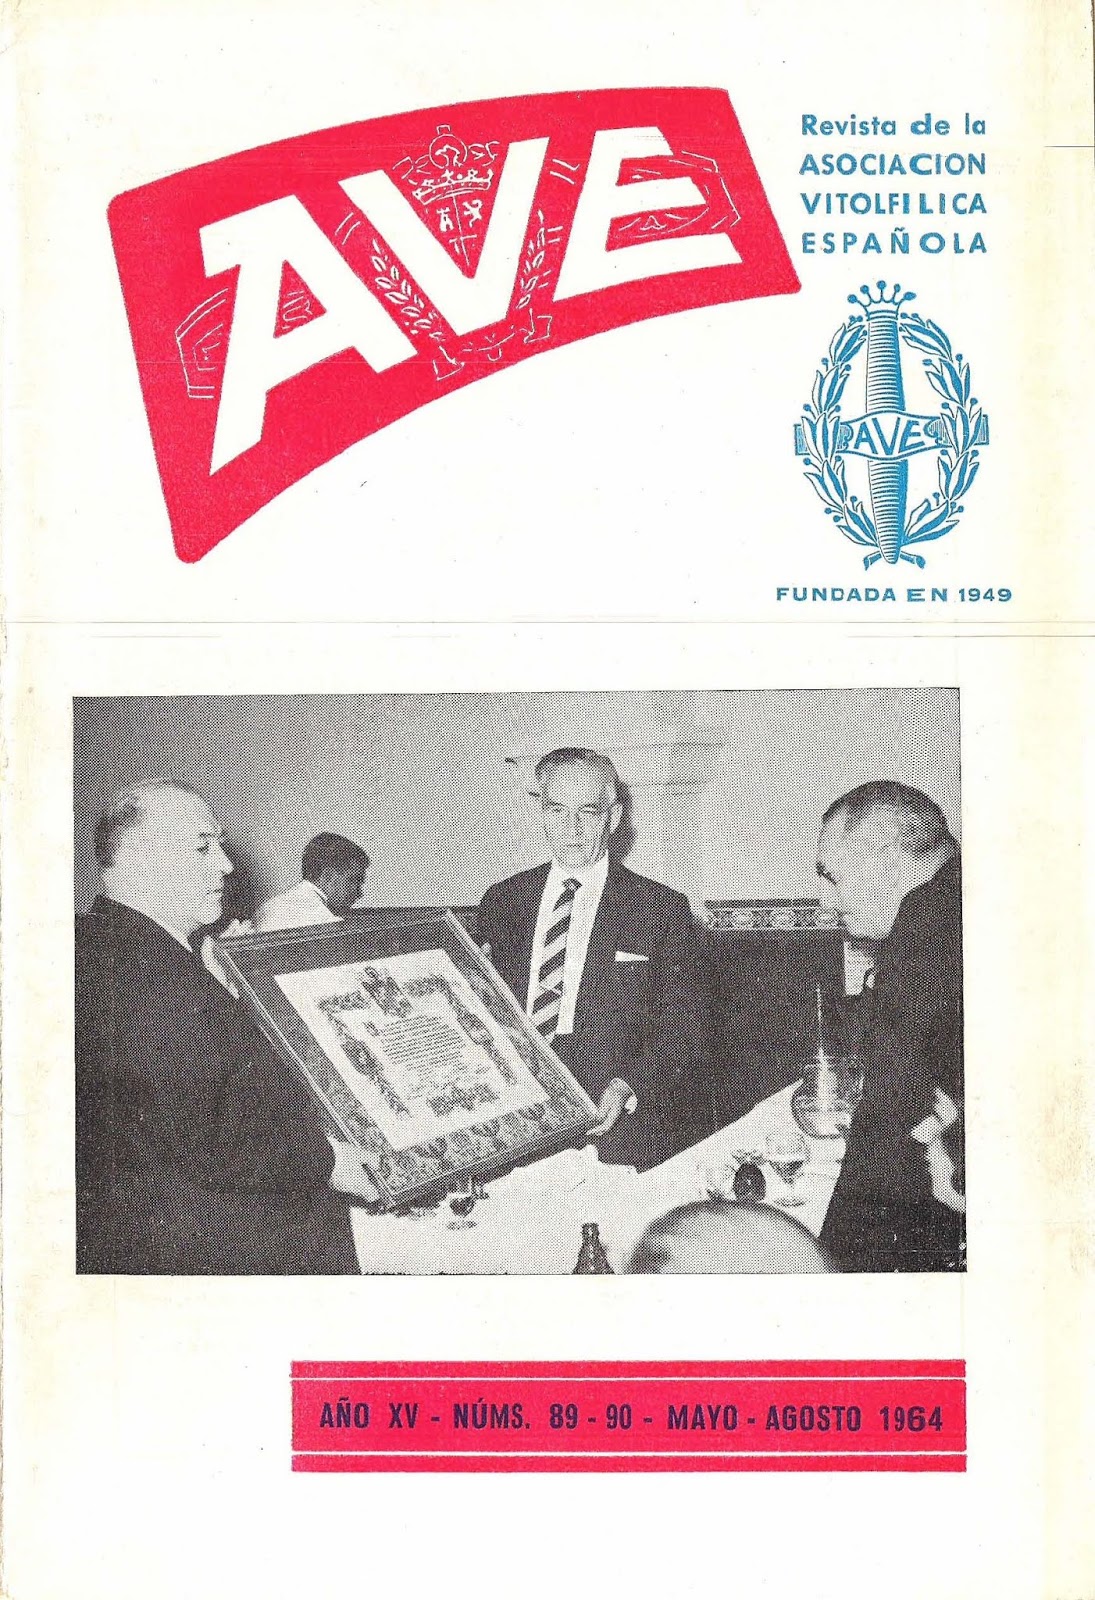 AVE
Revista de la
ASOCIACION
VITOLFILICA
ESPAÑOLA
AVE
FUNDADA EN 1949
AÑO XV - NÚMS. 89 - 90 - MAYO - AGOSTO 1964